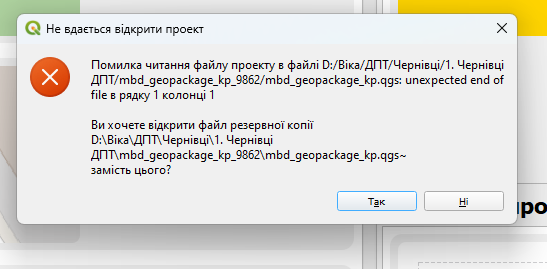 Не вдається відкрити проект
Помилка читання файлу проекту в файлі D:/Віка/ДПТ/Чернівці/1. Чернівці
ДПТ/mbd_geopackage_kp_9862/mbd_geopackage_kp.qgs: unexpected end of
file в рядку 1 колонці 1
Ви хочете відкрити файл резервної копії
D:\Віка\ДПТ\Чернівці\1. Чернівці
ДПТ\mbd_geopackage_kp_9862\mbd_geopackage_kp.qgs~
замість цього?
Так
Ні
про